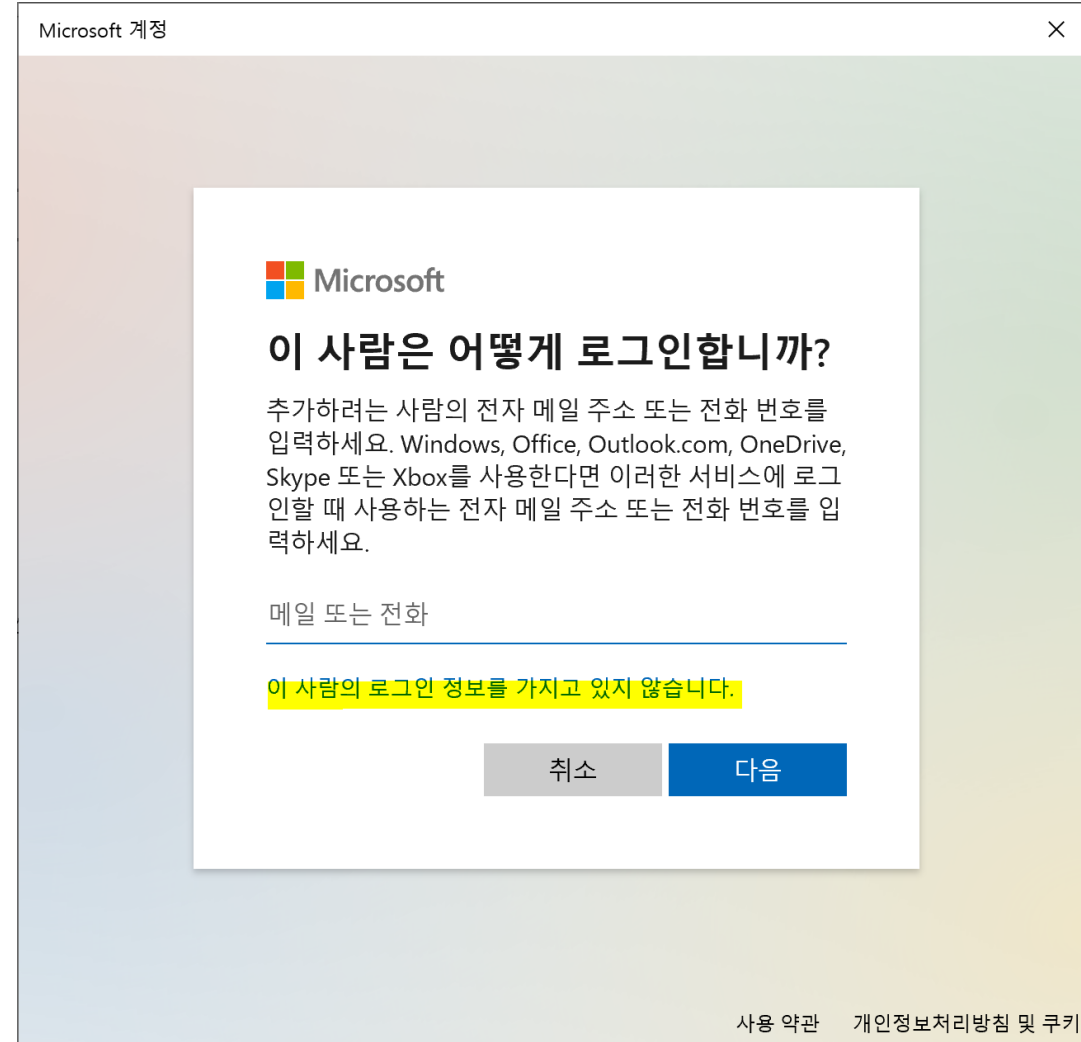 Microsoft 계정
Microsoft
이 사람은 어떻게 로그인합니까?
추가하려는 사람의 전자 메일 주소 또는 전화 번호를
입력하세요. Windows, Office, Outlook.com, OneDrive,
Skype 또는 Xbox를 사용한다면 이러한 서비스에 로그
인할 때 사용하는 전자 메일 주소 또는 전화 번호를 입
력하세요.
메일 또는 전화
이 사람의 로그인 정보를 가지고 있지 않습니다.
취소 다음
사용 약관 개인정보처리방침 및 쿠키